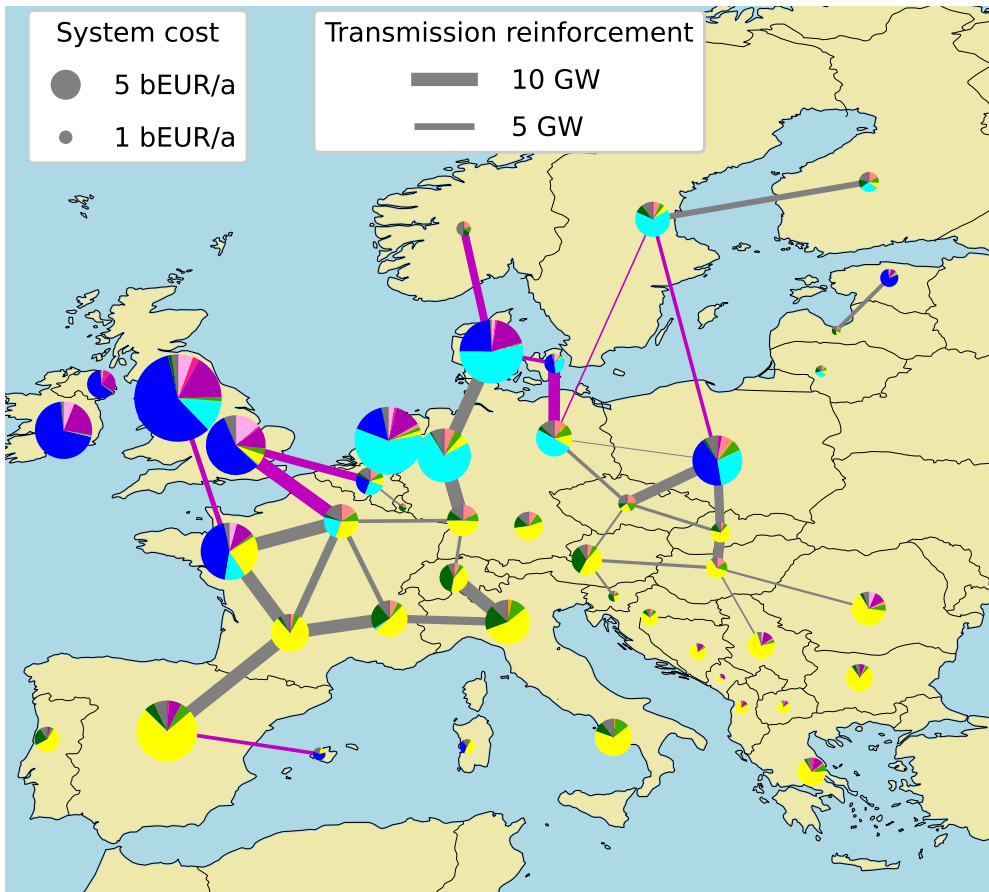 System cost
5 bEUR/a
1 bEUR/a
Transmission reinforcement
10 GW
5 GW